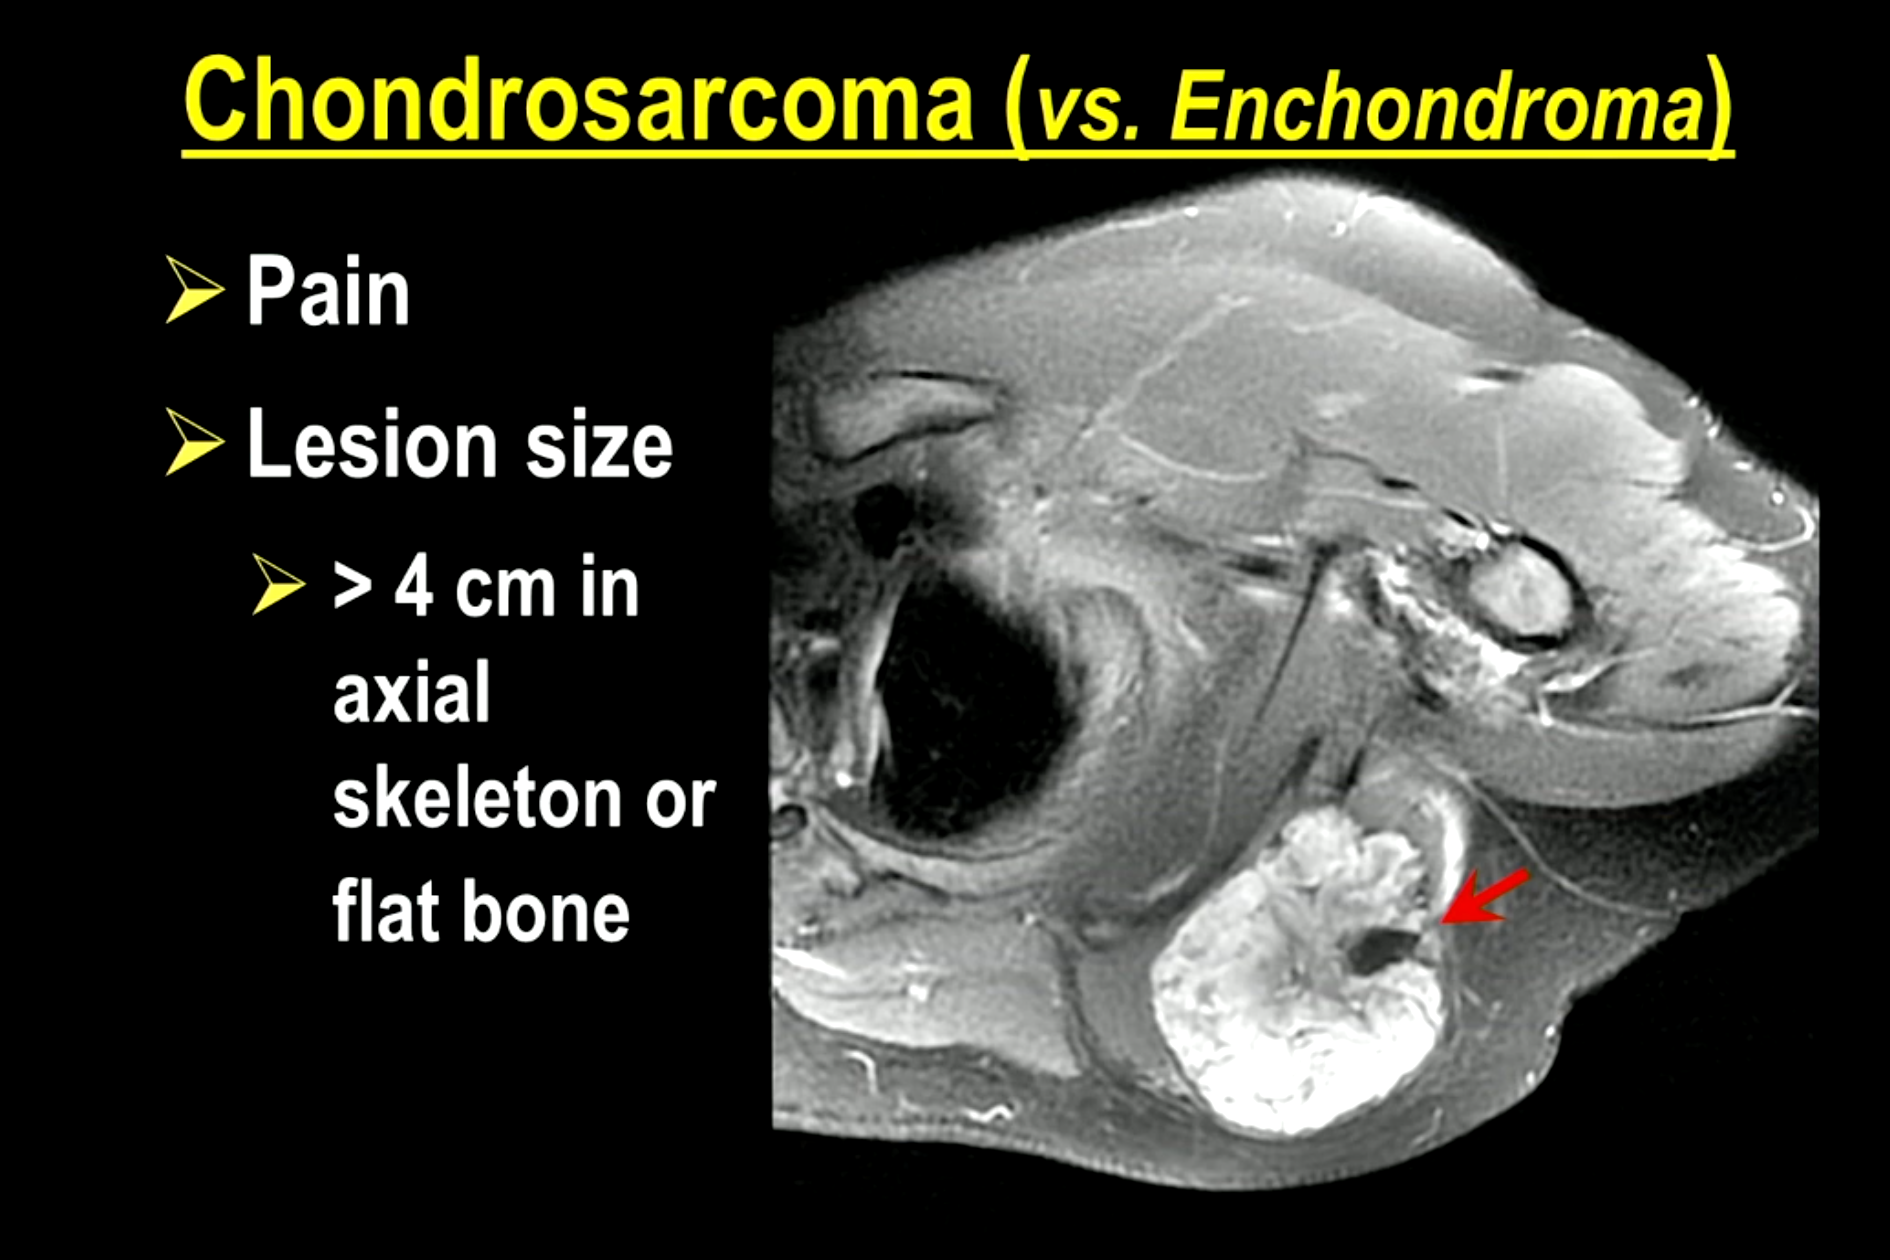 Chondrosarcoma (vs. Enchondroma)
Pain
Lesion size
> 4 cm in
axial
skeleton or
flat bone